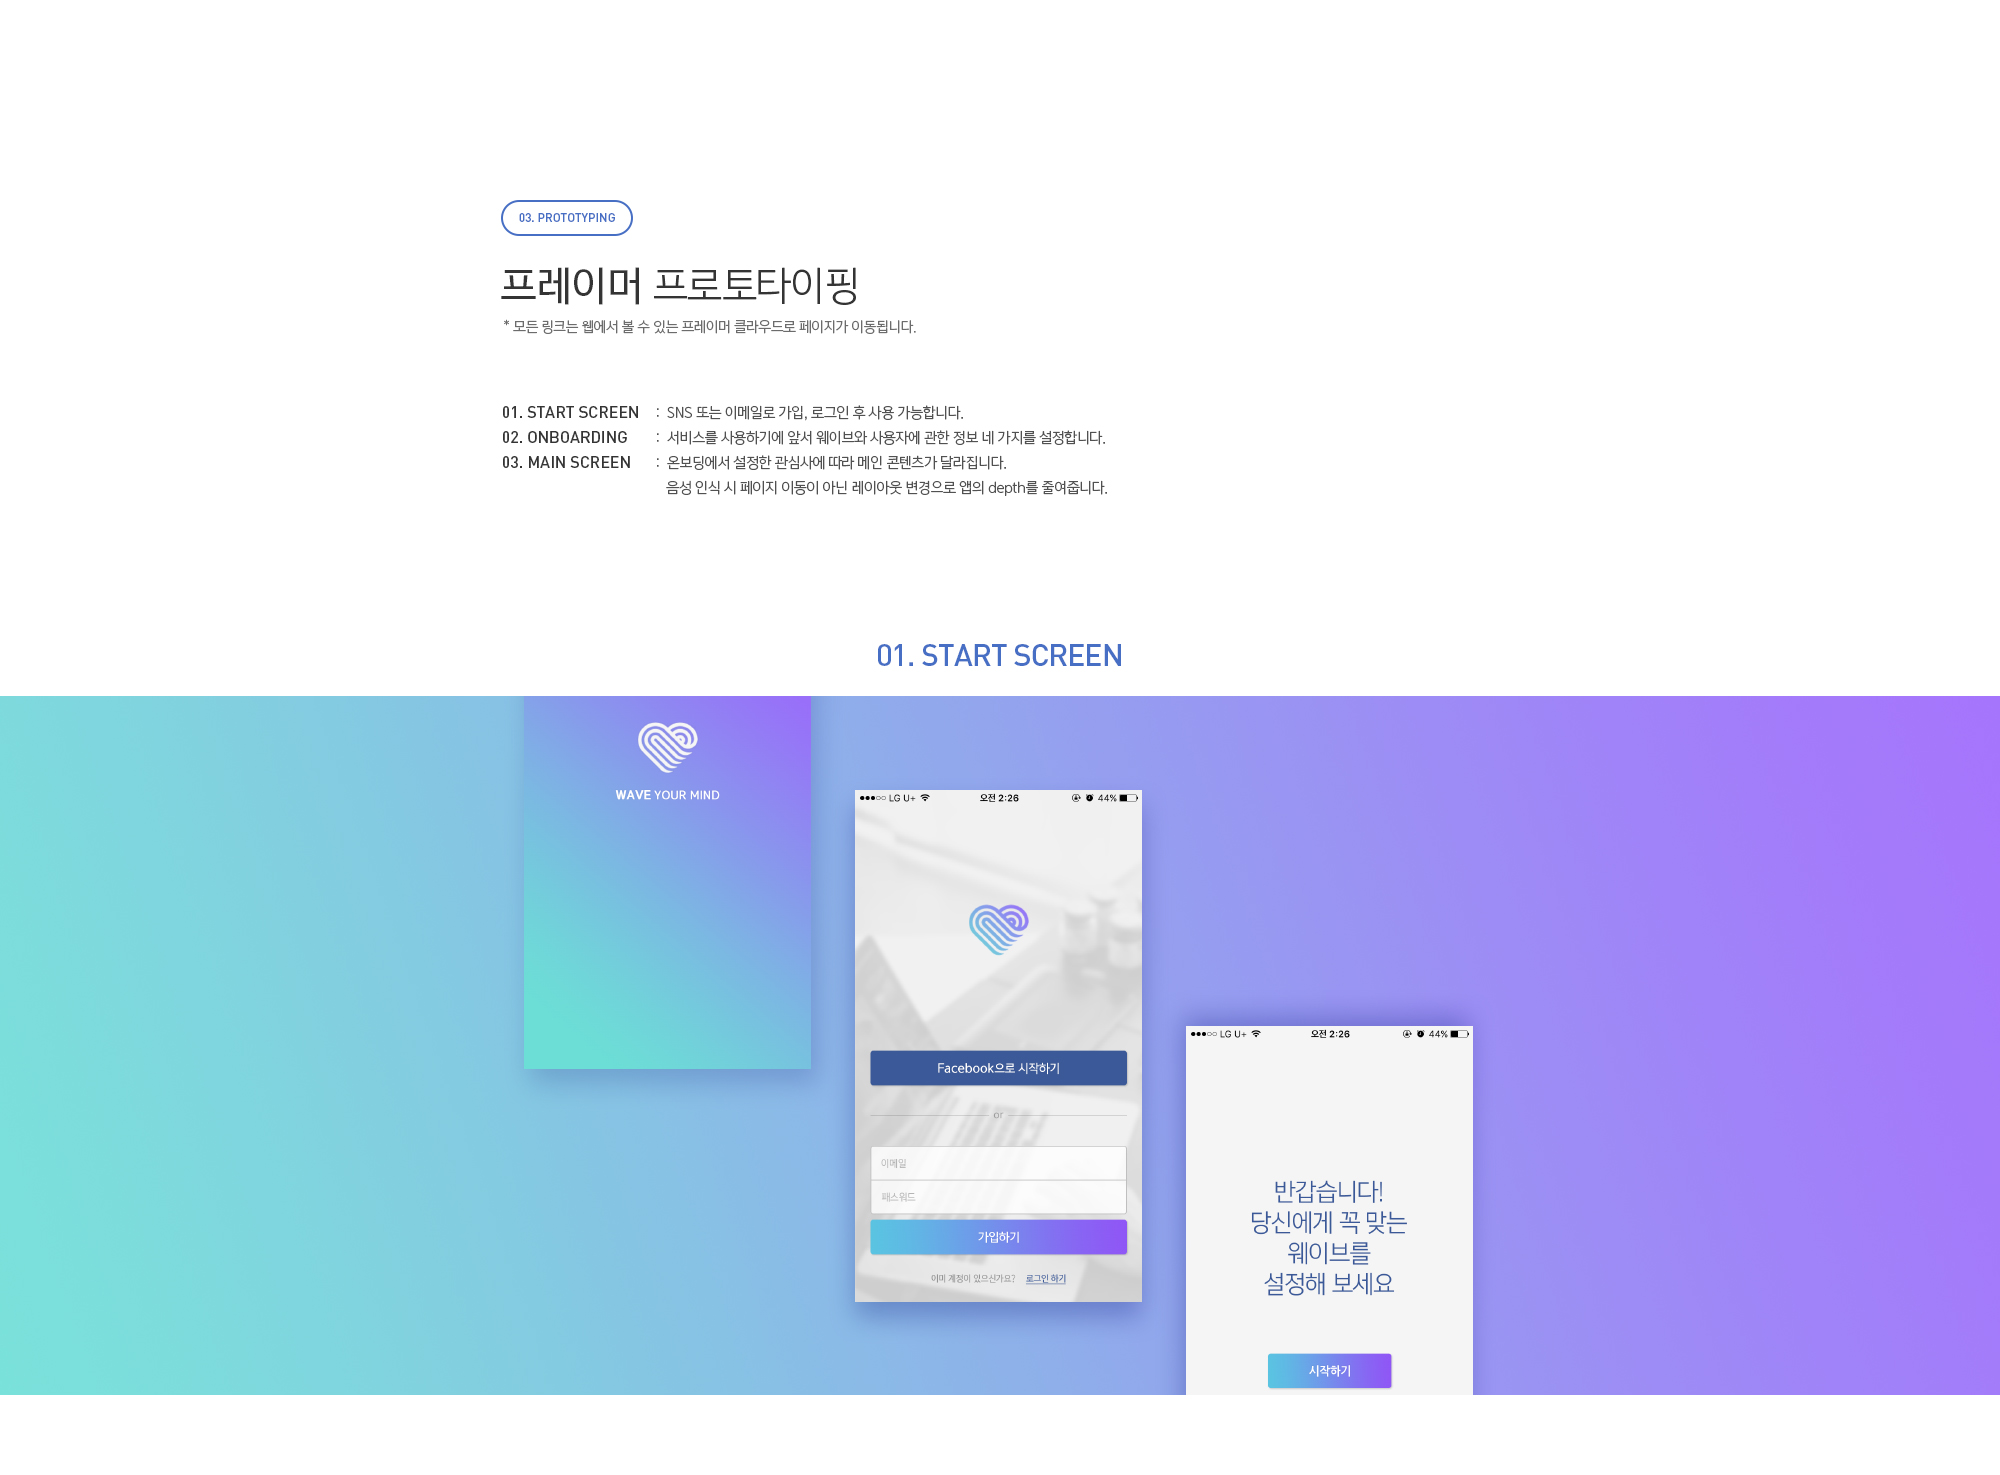 03. PROTOTYPING
프레이머 프로토타이핑
* 모든 링크는 웹에서 볼 수 있는 프레이머 클라우드로 페이지가 이동됩니다.
01. START SCREEN : SNS 또는 이메일로 가입, 로그인 후 사용 가능합니다.
02. ONBOARDING : 서비스를 사용하기에 앞서 웨이브와 사용자에 관한 정보 네 가지를 설정합니다.
03. MAIN SCREEN : 온보딩에서 설정한 관심사에 따라 메인 콘텐츠가 달라집니다.
음성 인식 시 페이지 이동이 아닌 레이아웃 변경으로 앱의 depth를 줄여줍니다.
01. START SCREEN
WAVE YOUR MIND
LG U+ 오전 2:26 44%
Facebook으로 시작하기
or
이메일
패스워드
가입하기
이미 계정이 있으신가요? 로그인 하기
LG U+ 오전 2:26 44%
반갑습니다!
당신에게 꼭 맞는
웨이브를
설정해 보세요
시작하기